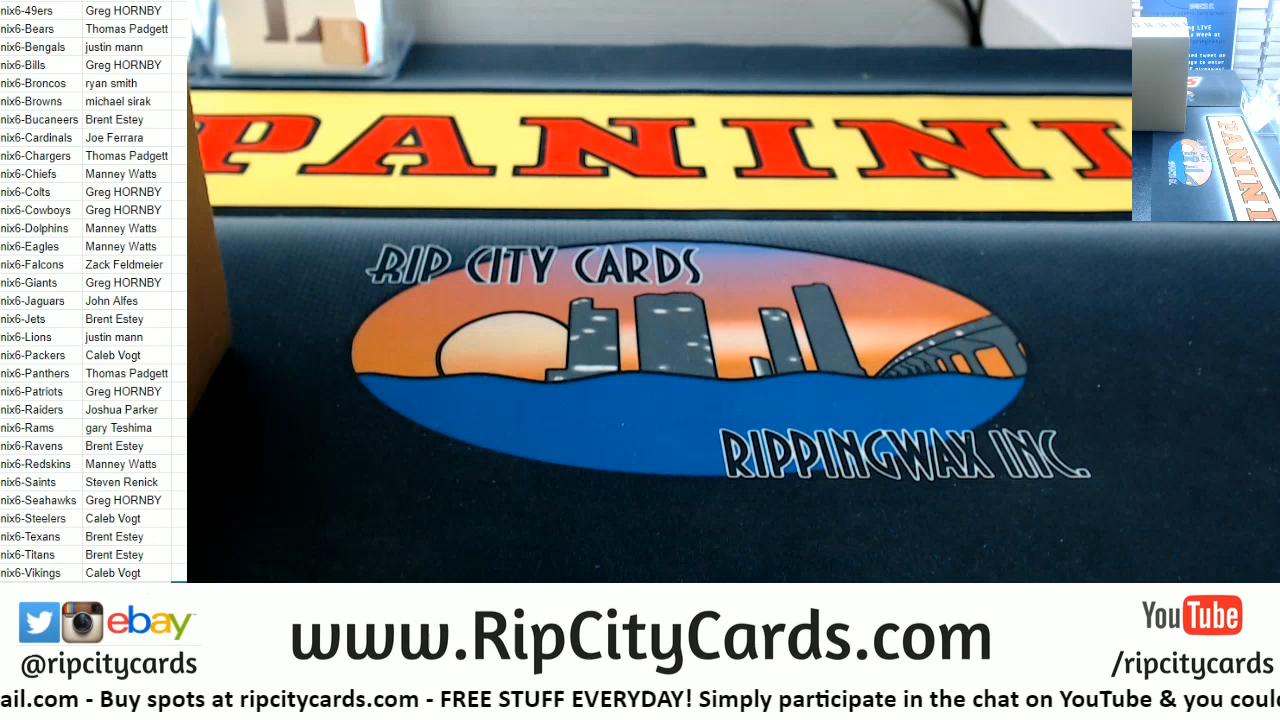 nix6-49ers Greg HORNBY
nix6-Bears Thomas Padgett
nix6-Bengals justin mann
nix6-Bills Greg HORNBY
nix6-Broncos ryan smith
nix6-Browns michael sirak
nix6-Bucaneers Brent Estey
nix6-Cardinals Joe Ferrara
nix6-Chargers Thomas Padgett
nix6-Chiefs Manney Watts
nix6-Colts Greg HORNBY
nix6-Cowboys Greg HORNBY
nix6-Dolphins Manney Watts
nix6-Eagles Manney Watts
nix6-Falcons Zack Feldmeier
nix6-Giants Greg HORNBY
nix6-Jaguars John Alfes
nix6-Jets Brent Estey
nix6-Lions justin mann
nix6-Packers Caleb Vogt
nix6-Panthers Thomas Padgett
nix6-Patriots Greg HORNBY
nix6-Raiders Joshua Parker
nix6-Rams gary Teshima
nix6-Ravens Brent Estey
nix6-Redskins Manney Watts
nix6-Saints Steven Renick
nix6-Seahawks Greg HORNBY
nix6-Steelers Caleb Vogt
nix6-Texans Brent Estey
nix6-Titans Brent Estey
nix6-Vikings Caleb Vogt
PANINI
RIP CITY CARDS
RIPPINGWAX INC.
PANINI
ebay
@ripcitycards
www.RipCityCards.com
YouTube
/ripcitycards
ail.com - Buy spots at ripcitycards.com - FREE STUFF EVERYDAY! Simply participate in the chat on YouTube & you coul